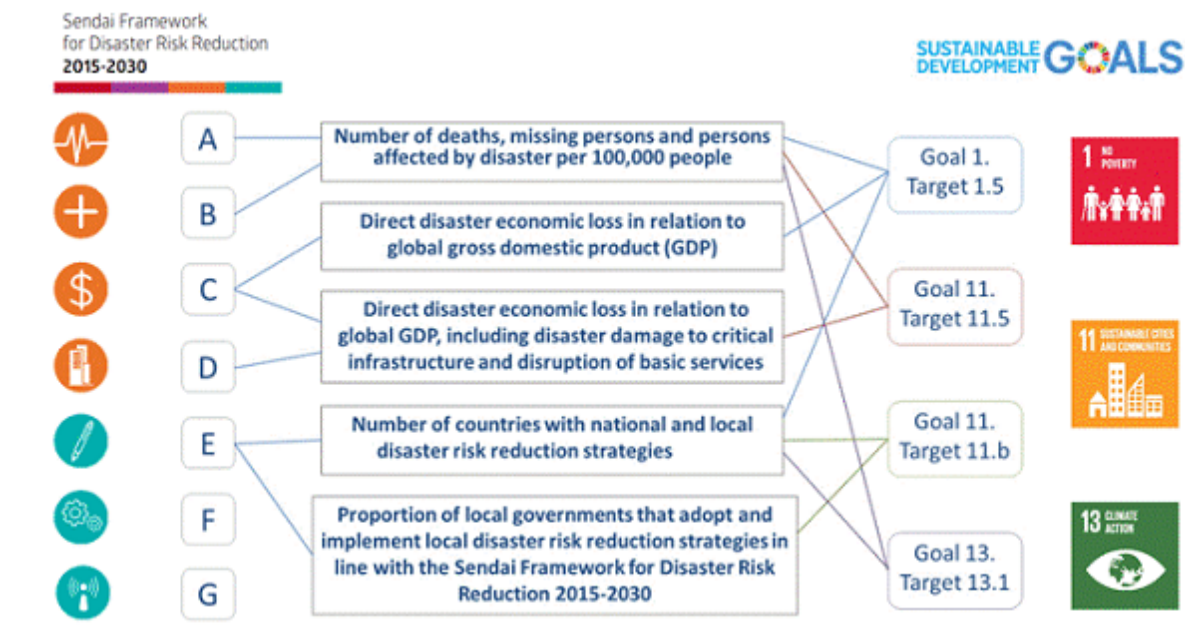 Sendai Framework
for Disaster Risk Reduction
2015-2030
SUSTAINABLE
DEVELOPMENT GOALS
A
B
C
D
E
F
G
Number of deaths, missing persons and persons
affected by disaster per 100,000 people
Direct disaster economic loss in relation to
global gross domestic product (GDP)
Direct disaster economic loss in relation to
global GDP, including disaster damage to critical
infrastructure and disruption of basic services
Number of countries with national and local
disaster risk reduction strategies
Proportion of local governments that adopt and
implement local disaster risk reduction strategies in
line with the Sendai Framework for Disaster Risk
Reduction 2015-2030
Goal 1.
Target 1.5
Goal 11.
Target 11.5
Goal 11.
Target 11.b
Goal 13.
Target 13.1
1 NO
POVERTY
11 SUSTAINABLE CITIES
AND COMMUNITIES
13 CLIMATE
ACTION